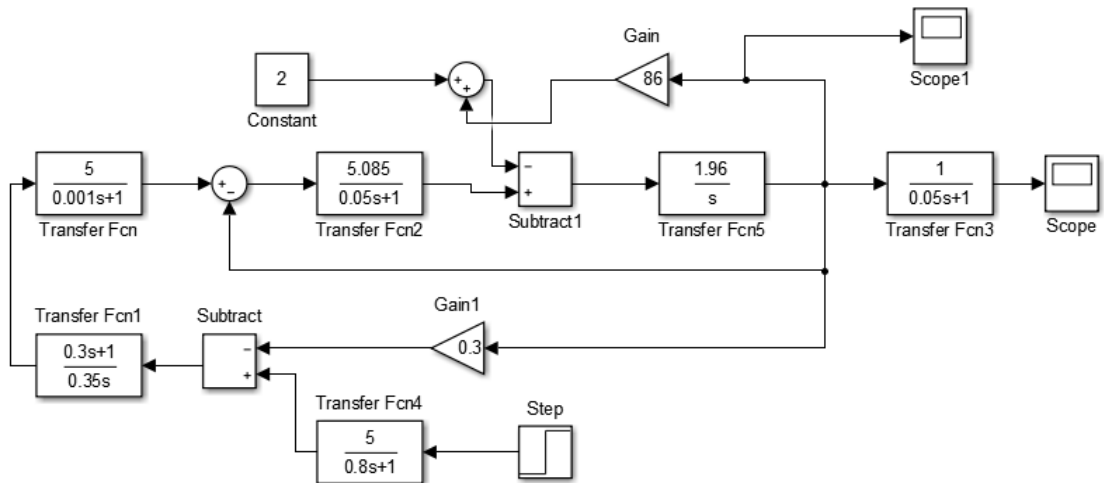 Gain
86
Scope1
2
Constant
+
+
5
0.001s+1
Transfer Fcn
+
−
5.085
0.05s+1
Transfer Fcn2
−
+
Subtract1
1.96
s
Transfer Fcn5
1
0.05s+1
Transfer Fcn3
Scope
Transfer Fcn1
0.3s+1
0.35s
Subtract
−
+
Gain1
0.3
Transfer Fcn4
5
0.8s+1
Step